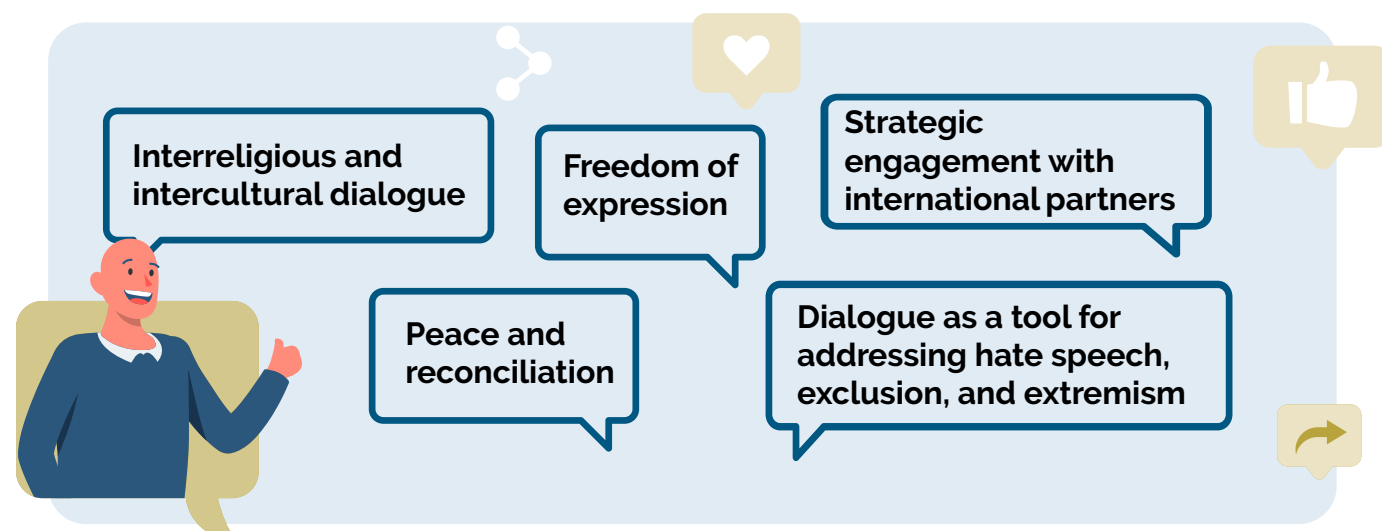 Interreligious and
intercultural dialogue
Freedom of
expression
Strategic
engagement with
international partners
Peace and
reconciliation
Dialogue as a tool for
addressing hate speech,
exclusion, and extremism